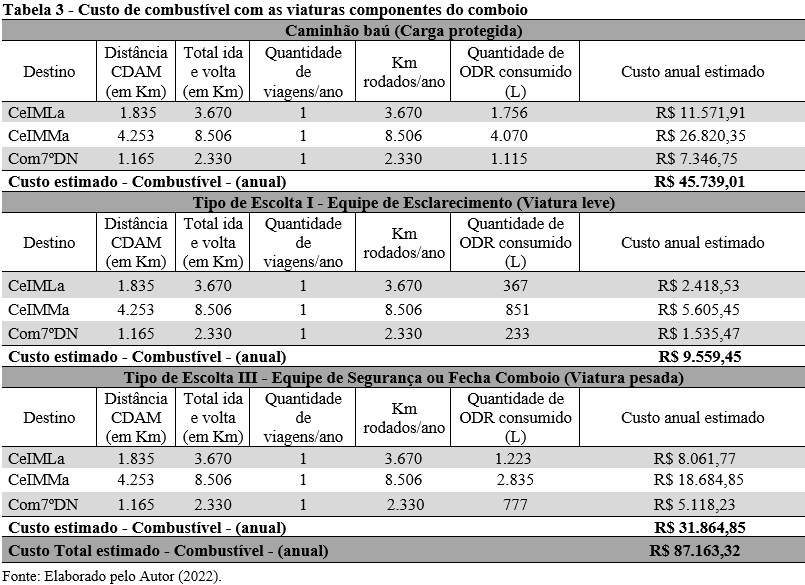 Tabela 3 - Custo de combustível com as viaturas componentes do comboio
Caminhão baú (Carga protegida)
Destino Distância CDAM (em Km) Total ida e volta (em Km) Quantidade de viagens/ano Km rodados/ano Quantidade de ODR consumido (L) Custo anual estimado
CeIMLa 1.835 3.670 1 3.670 1.756 R$ 11.571,91
CeIMMa 4.253 8.506 1 8.506 4.070 R$ 26.820,35
Com7ºDN 1.165 2.330 1 2.330 1.115 R$ 7.346,75
Custo estimado - Combustível - (anual) R$ 45.739,01
Tipo de Escolta I - Equipe de Esclarecimento (Viatura leve)
Destino Distância CDAM (em Km) Total ida e volta (em Km) Quantidade de viagens/ano Km rodados/ano Quantidade de ODR consumido (L) Custo anual estimado
CeIMLa 1.835 3.670 1 3.670 367 R$ 2.418,53
CeIMMa 4.253 8.506 1 8.506 851 R$ 5.605,45
Com7ºDN 1.165 2.330 1 2.330 233 R$ 1.535,47
Custo estimado - Combustível - (anual) R$ 9.559,45
Tipo de Escolta III - Equipe de Segurança ou Fecha Comboio (Viatura pesada)
Destino Distância CDAM (em Km) Total ida e volta (em Km) Quantidade de viagens/ano Km rodados/ano Quantidade de ODR consumido (L) Custo anual estimado
CeIMLa 1.835 3.670 1 3.670 1.223 R$ 8.061,77
CeIMMa 4.253 8.506 1 8.506 2.835 R$ 18.684,85
Com7ºDN 1.165 2.330 1 2.330 777 R$ 5.118,23
Custo estimado - Combustível - (anual) R$ 31.864,85
Custo Total estimado - Combustível - (anual) R$ 87.163,32
Fonte: Elaborado pelo Autor (2022).